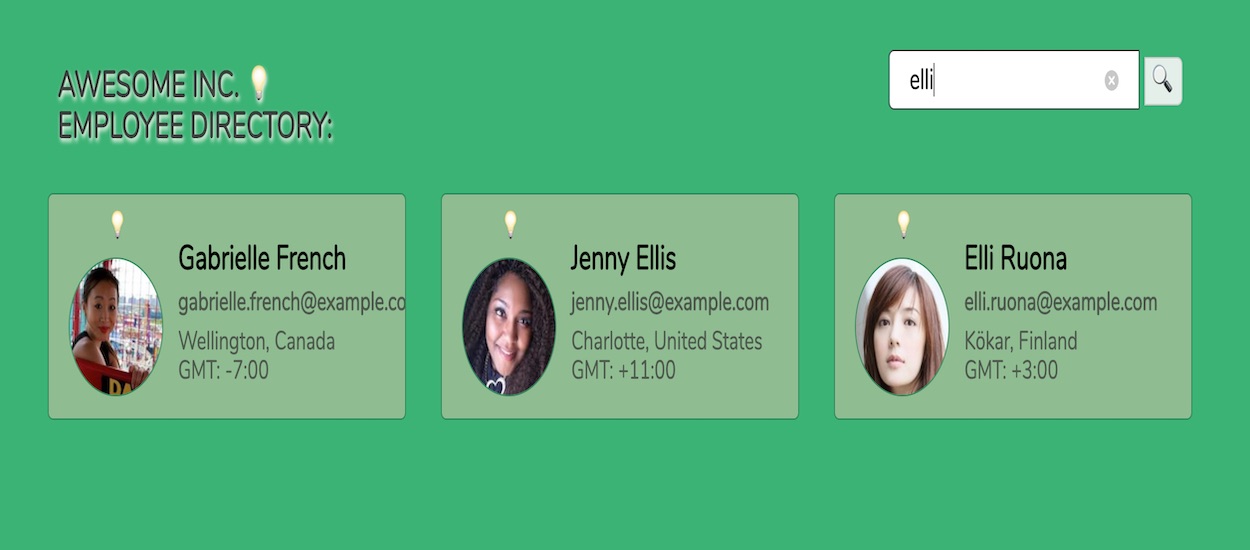 AWESOME INC.
EMPLOYEE DIRECTORY:
elli
Gabrielle French
gabrielle.french@example.co
Wellington, Canada
GMT: -7:00
Jenny Ellis
jenny.ellis@example.com
Charlotte, United States
GMT: +11:00
Elli Ruona
elli.ruona@example.com
Kökar, Finland
GMT: +3:00